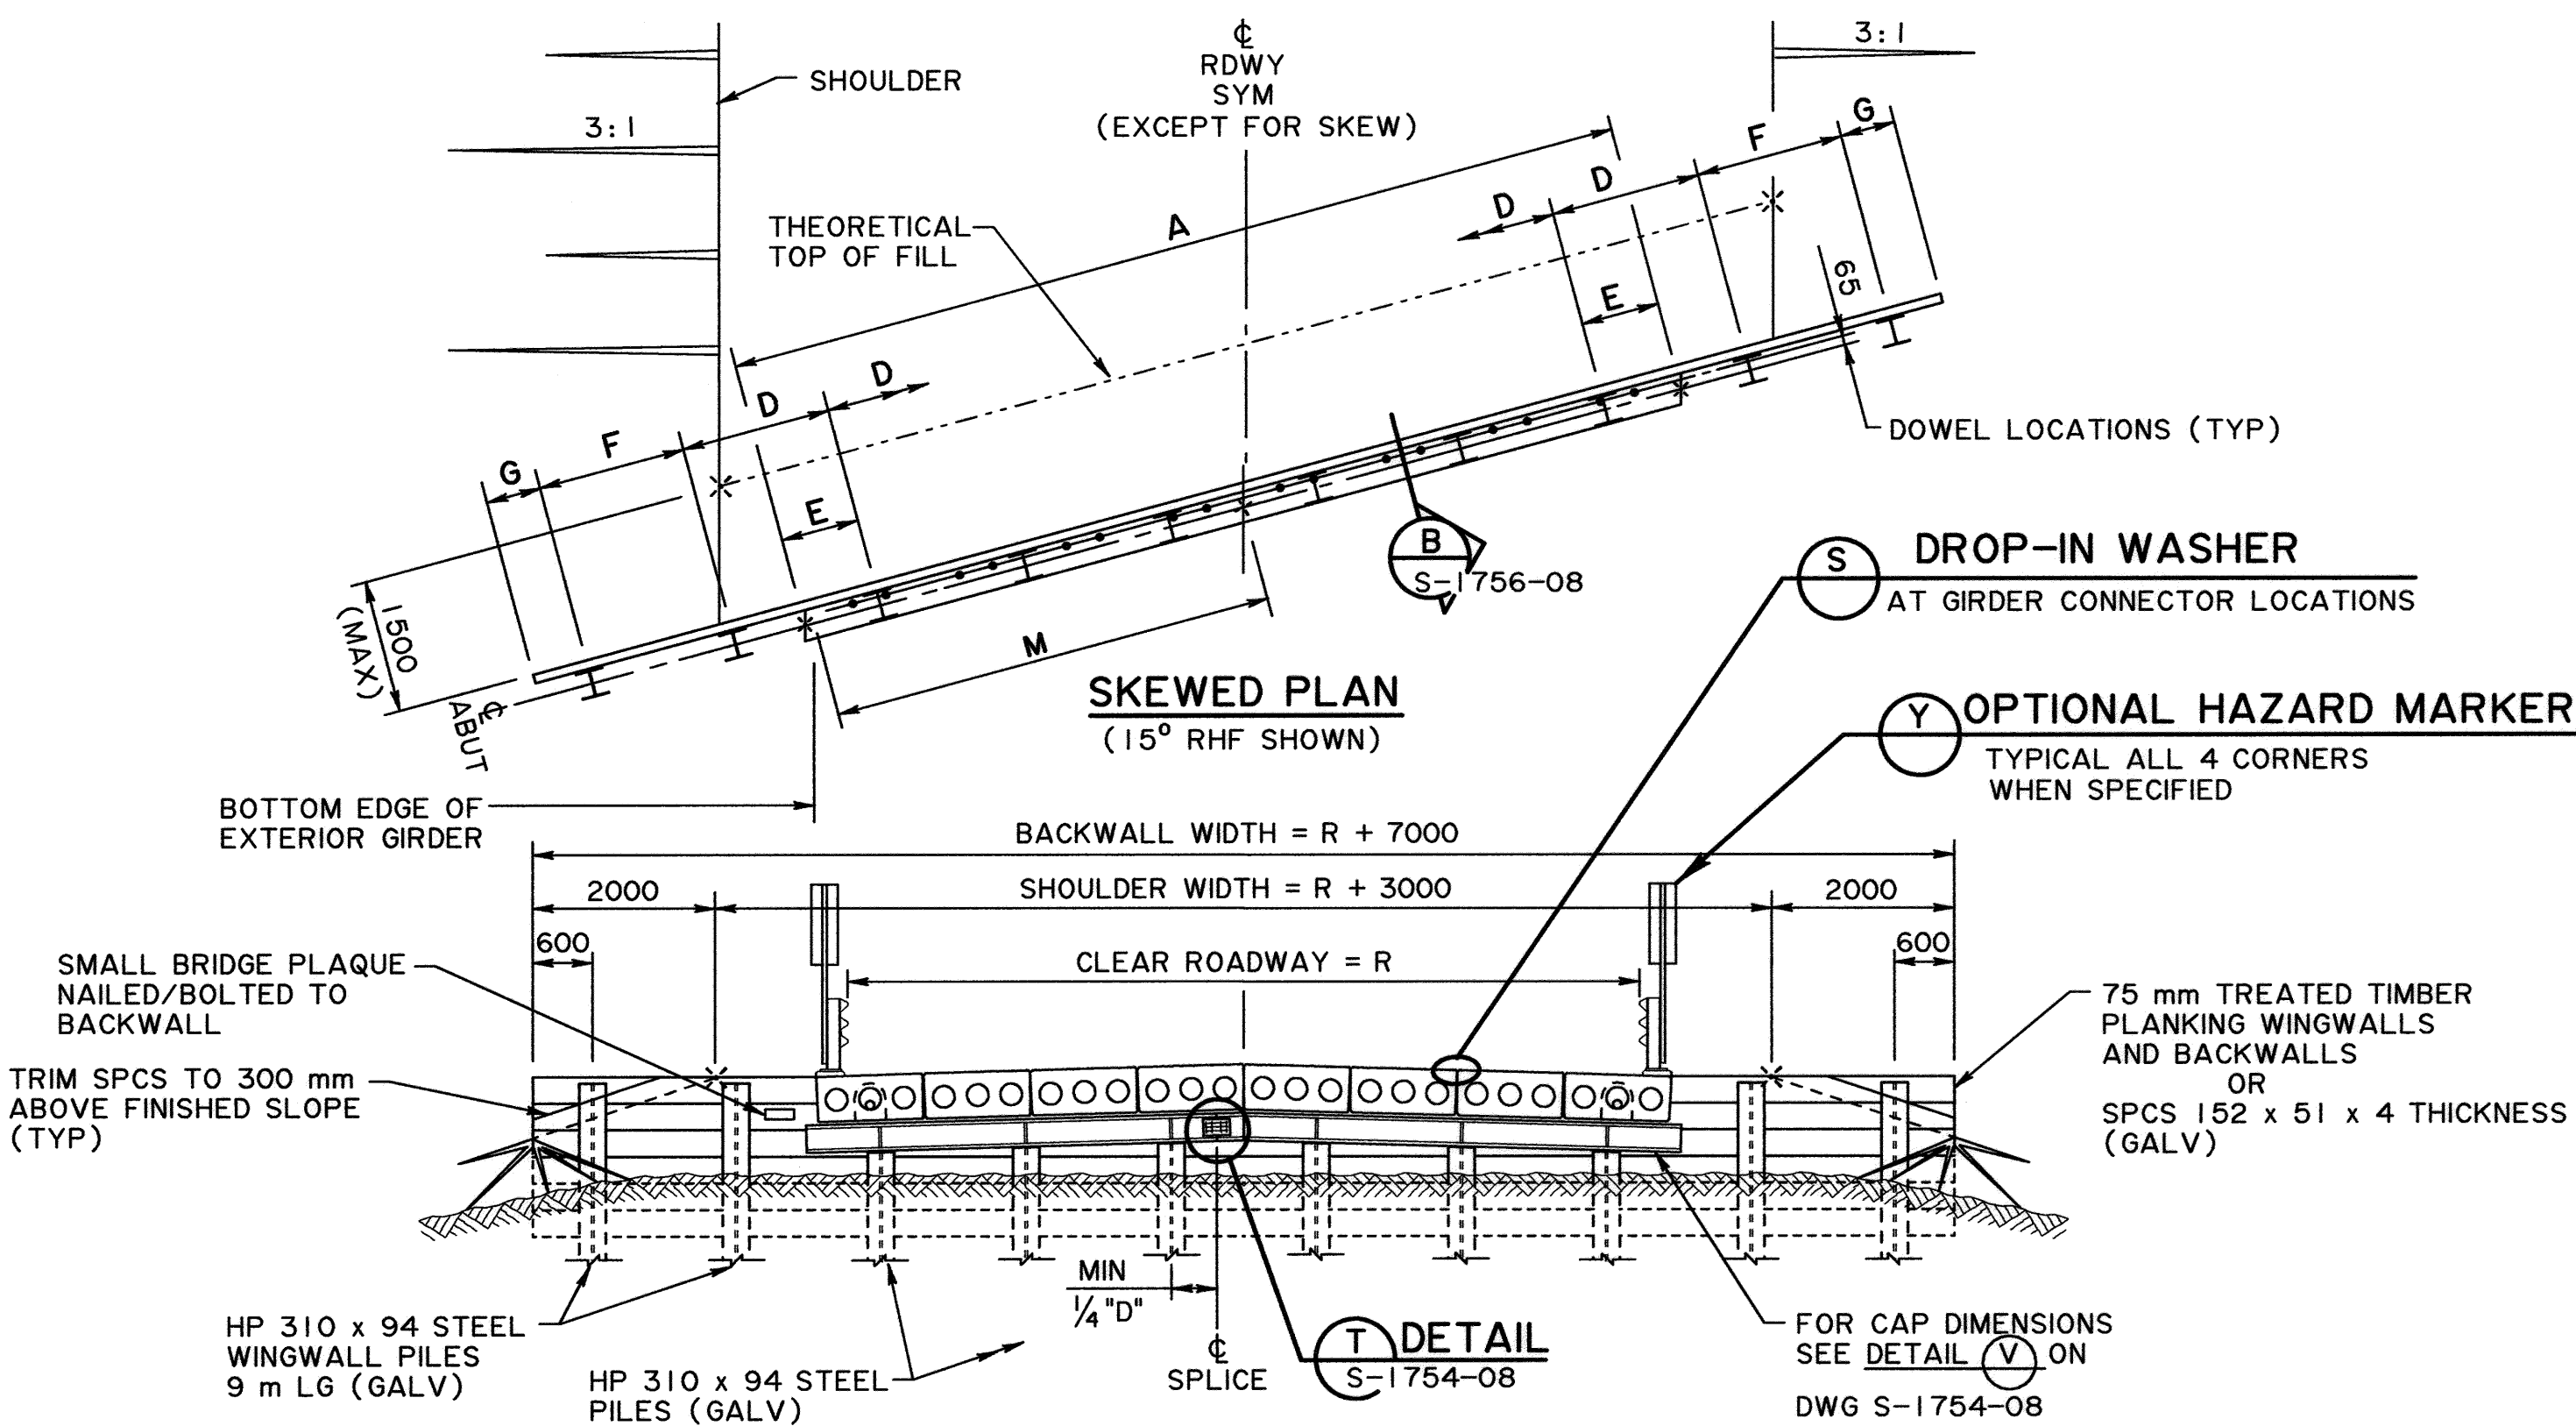 ℄
RDWY
SYM
(EXCEPT FOR SKEW)
3:1
SHOULDER
3:1
G
F
D
D
A
THEORETICAL
TOP OF FILL
E
65
D
D
F
G
E
DOWEL LOCATIONS (TYP)
B
S-1756-08
M
1500
(MAX)
℄
ABUT
SKEWED PLAN
(15° RHF SHOWN)
S
DROP-IN WASHER
AT GIRDER CONNECTOR LOCATIONS
Y
OPTIONAL HAZARD MARKER
TYPICAL ALL 4 CORNERS
WHEN SPECIFIED
BOTTOM EDGE OF
EXTERIOR GIRDER
BACKWALL WIDTH = R + 7000
2000
SHOULDER WIDTH = R + 3000
2000
600
CLEAR ROADWAY = R
600
SMALL BRIDGE PLAQUE
NAILED/BOLTED TO
BACKWALL
TRIM SPCS TO 300 mm
ABOVE FINISHED SLOPE
(TYP)
75 mm TREATED TIMBER
PLANKING WINGWALLS
AND BACKWALLS
OR
SPCS 152 x 51 x 4 THICKNESS
(GALV)
MIN
1/4 "D"
HP 310 x 94 STEEL
WINGWALL PILES
9 m LG (GALV)
HP 310 x 94 STEEL
PILES (GALV)
℄
SPLICE
T
DETAIL
S-1754-08
FOR CAP DIMENSIONS
SEE DETAIL V ON
DWG S-1754-08